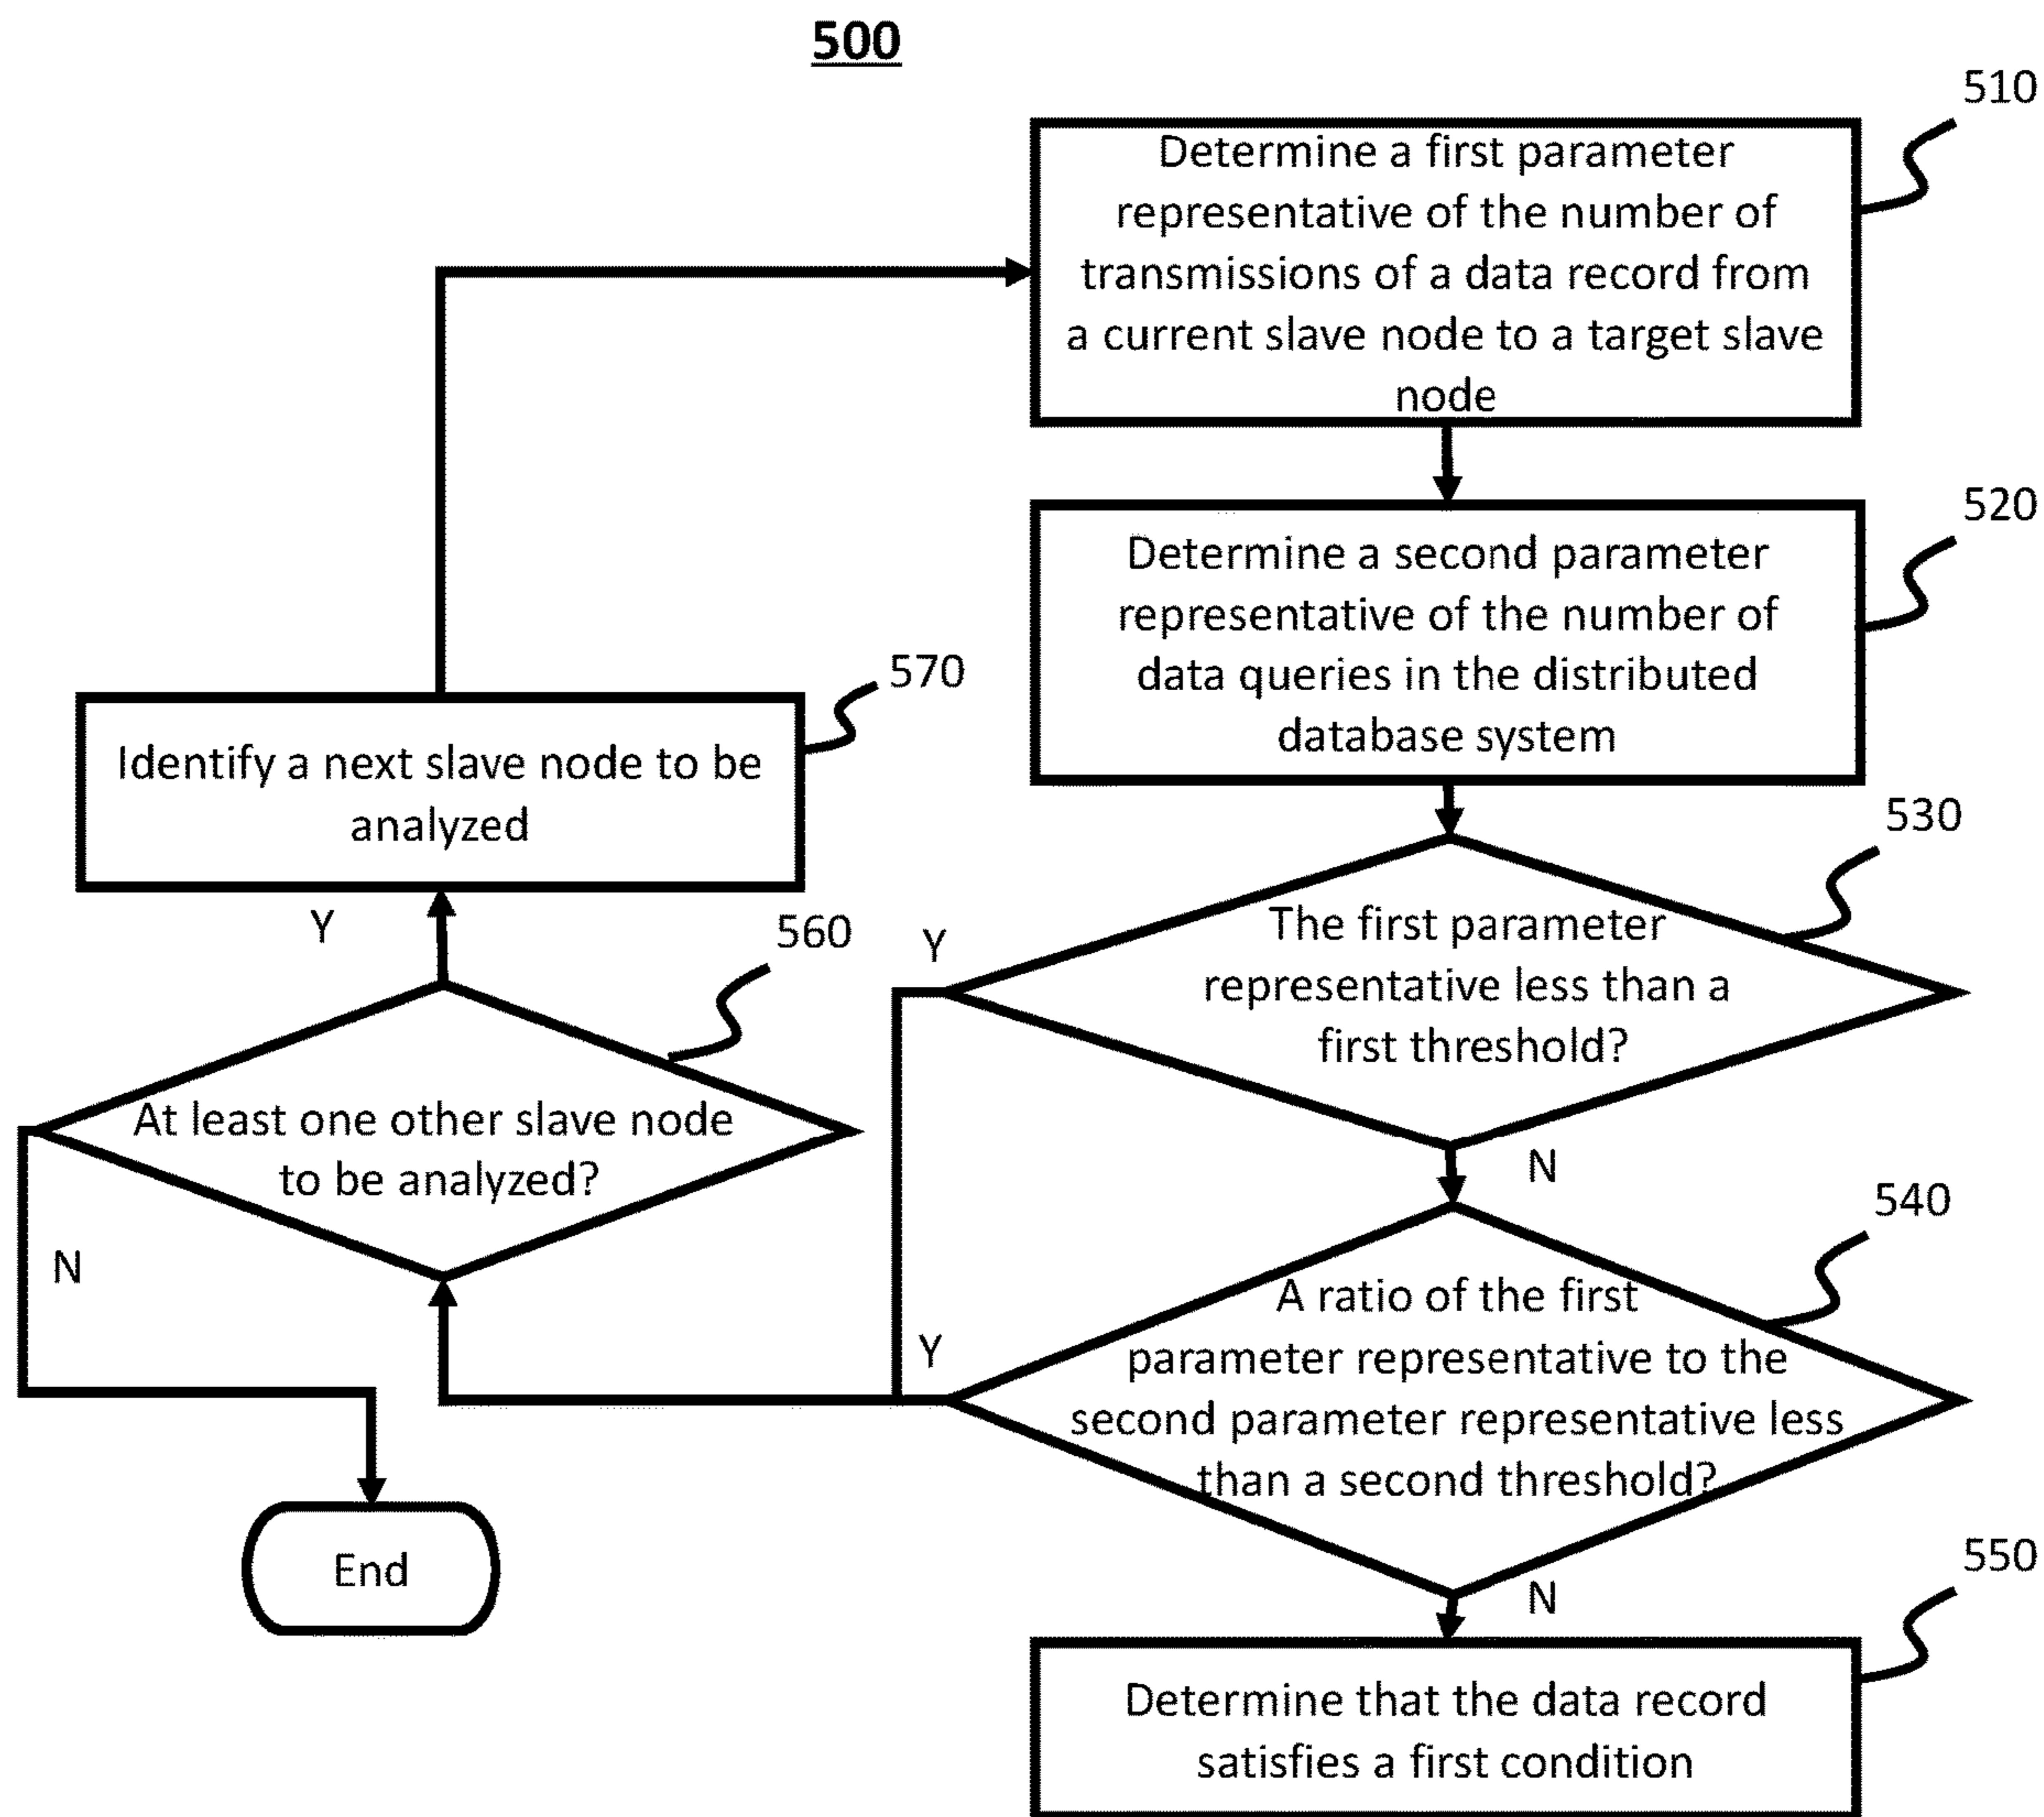 500
510
Determine a first parameter
representative of the number of
transmissions of a data record from
a current slave node to a target slave
node
520
Determine a second parameter
representative of the number of
data queries in the distributed
database system
570
Identify a next slave node to be
analyzed
530
The first parameter
representative less than a
first threshold?
Y
N
560
At least one other slave node
to be analyzed?
Y
N
540
A ratio of the first
parameter representative to the
second parameter representative less
than a second threshold?
Y
N
End
550
Determine that the data record
satisfies a first condition